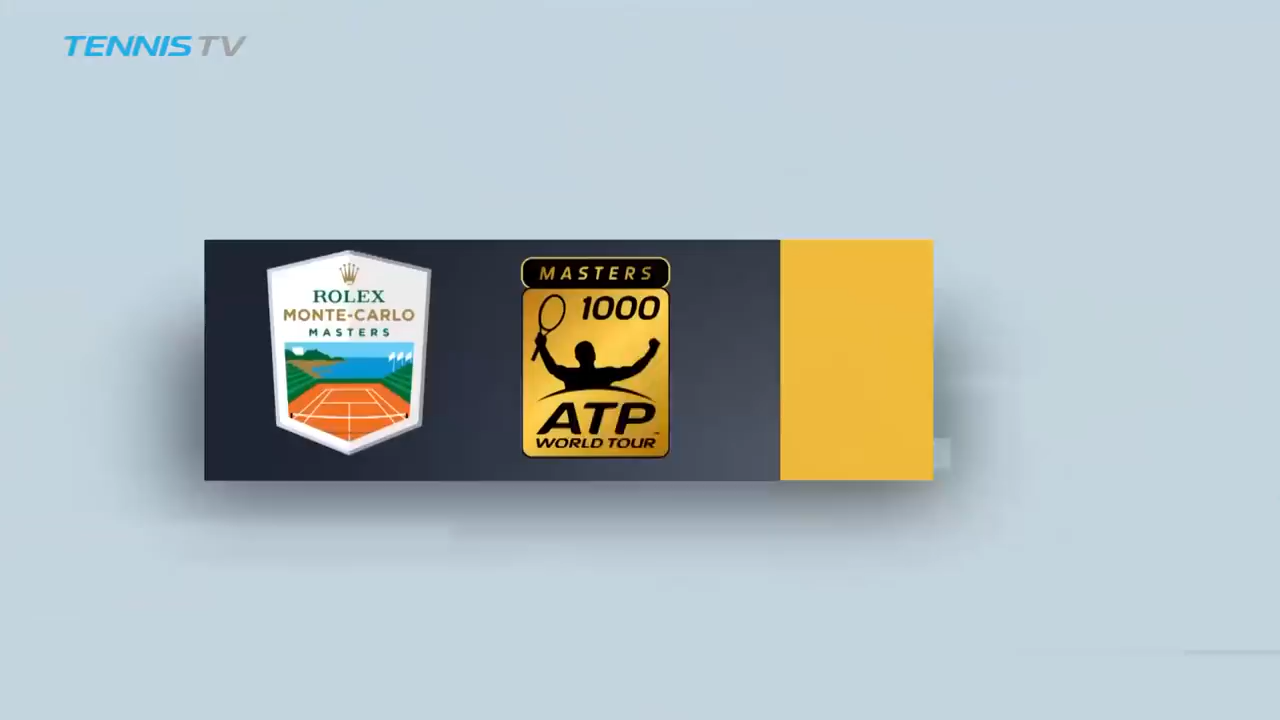 TENNIS TV
ROLEX
MONTE-CARLO
MASTERS
MASTERS
1000
ATP
WORLD TOUR